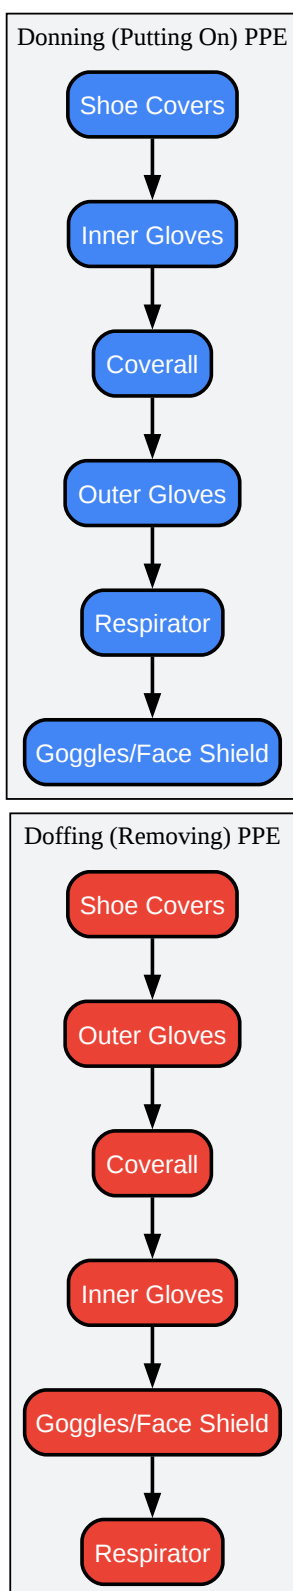 Donning (Putting On) PPE
Shoe Covers
Inner Gloves
Coverall
Outer Gloves
Respirator
Goggles/Face Shield
Doffing (Removing) PPE
Shoe Covers
Outer Gloves
Coverall
Inner Gloves
Goggles/Face Shield
Respirator